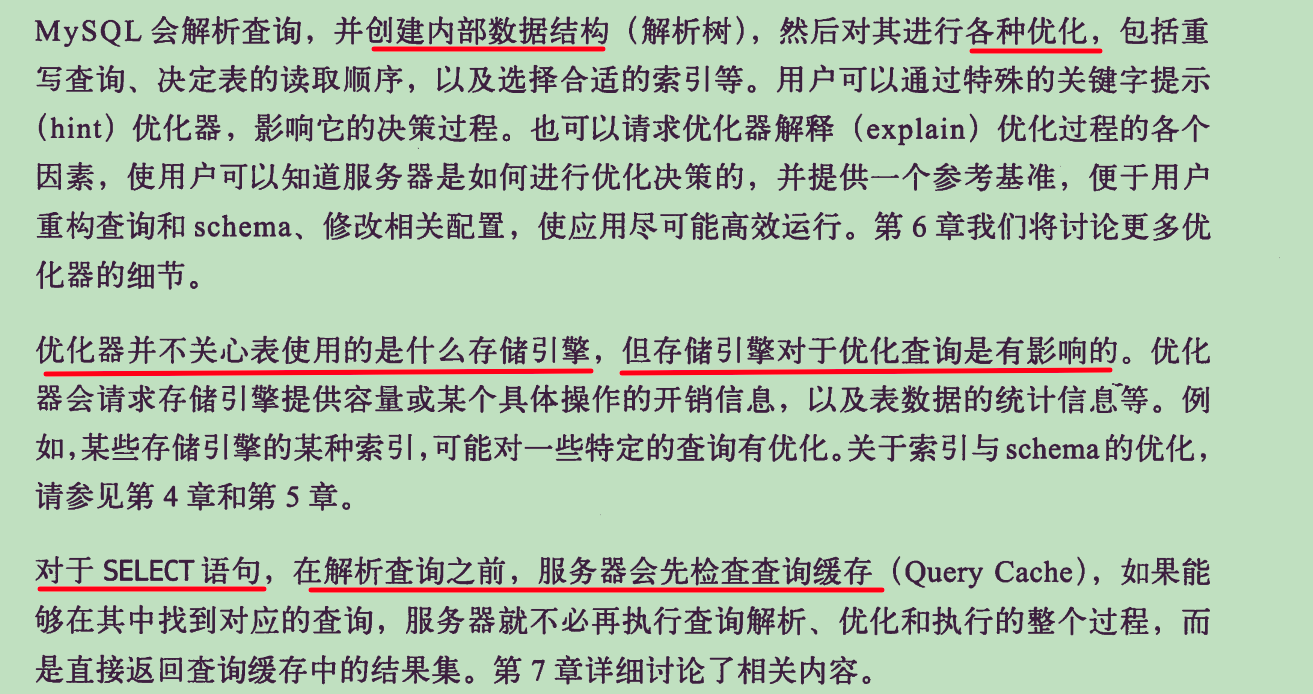 MySQL 会解析查询，并创建内部数据结构（解析树），然后对其进行各种优化，包括重
写查询、决定表的读取顺序，以及选择合适的索引等。用户可以通过特殊的关键字提示
（hint）优化器，影响它的决策过程。也可以请求优化器解释（explain）优化过程的各个
因素，使用户可以知道服务器是如何进行优化决策的，并提供一个参考基准，便于用户
重构查询和 schema、修改相关配置，使应用尽可能高效运行。第 6 章我们将讨论更多优
化器的细节。
优化器并不关心表使用的是什么存储引擎，但存储引擎对于优化查询是有影响的。优化
器会请求存储引擎提供容量或某个具体操作的开销信息，以及表数据的统计信息等。例
如，某些存储引擎的某种索引，可能对一些特定的查询有优化。关于索引与 schema 的优化，
请参见第 4 章和第 5 章。
对于 SELECT 语句，在解析查询之前，服务器会先检查查询缓存（Query Cache），如果能
够在其中找到对应的查询，服务器就不必再执行查询解析、优化和执行的整个过程，而
是直接返回查询缓存中的结果集。第 7 章详细讨论了相关内容。